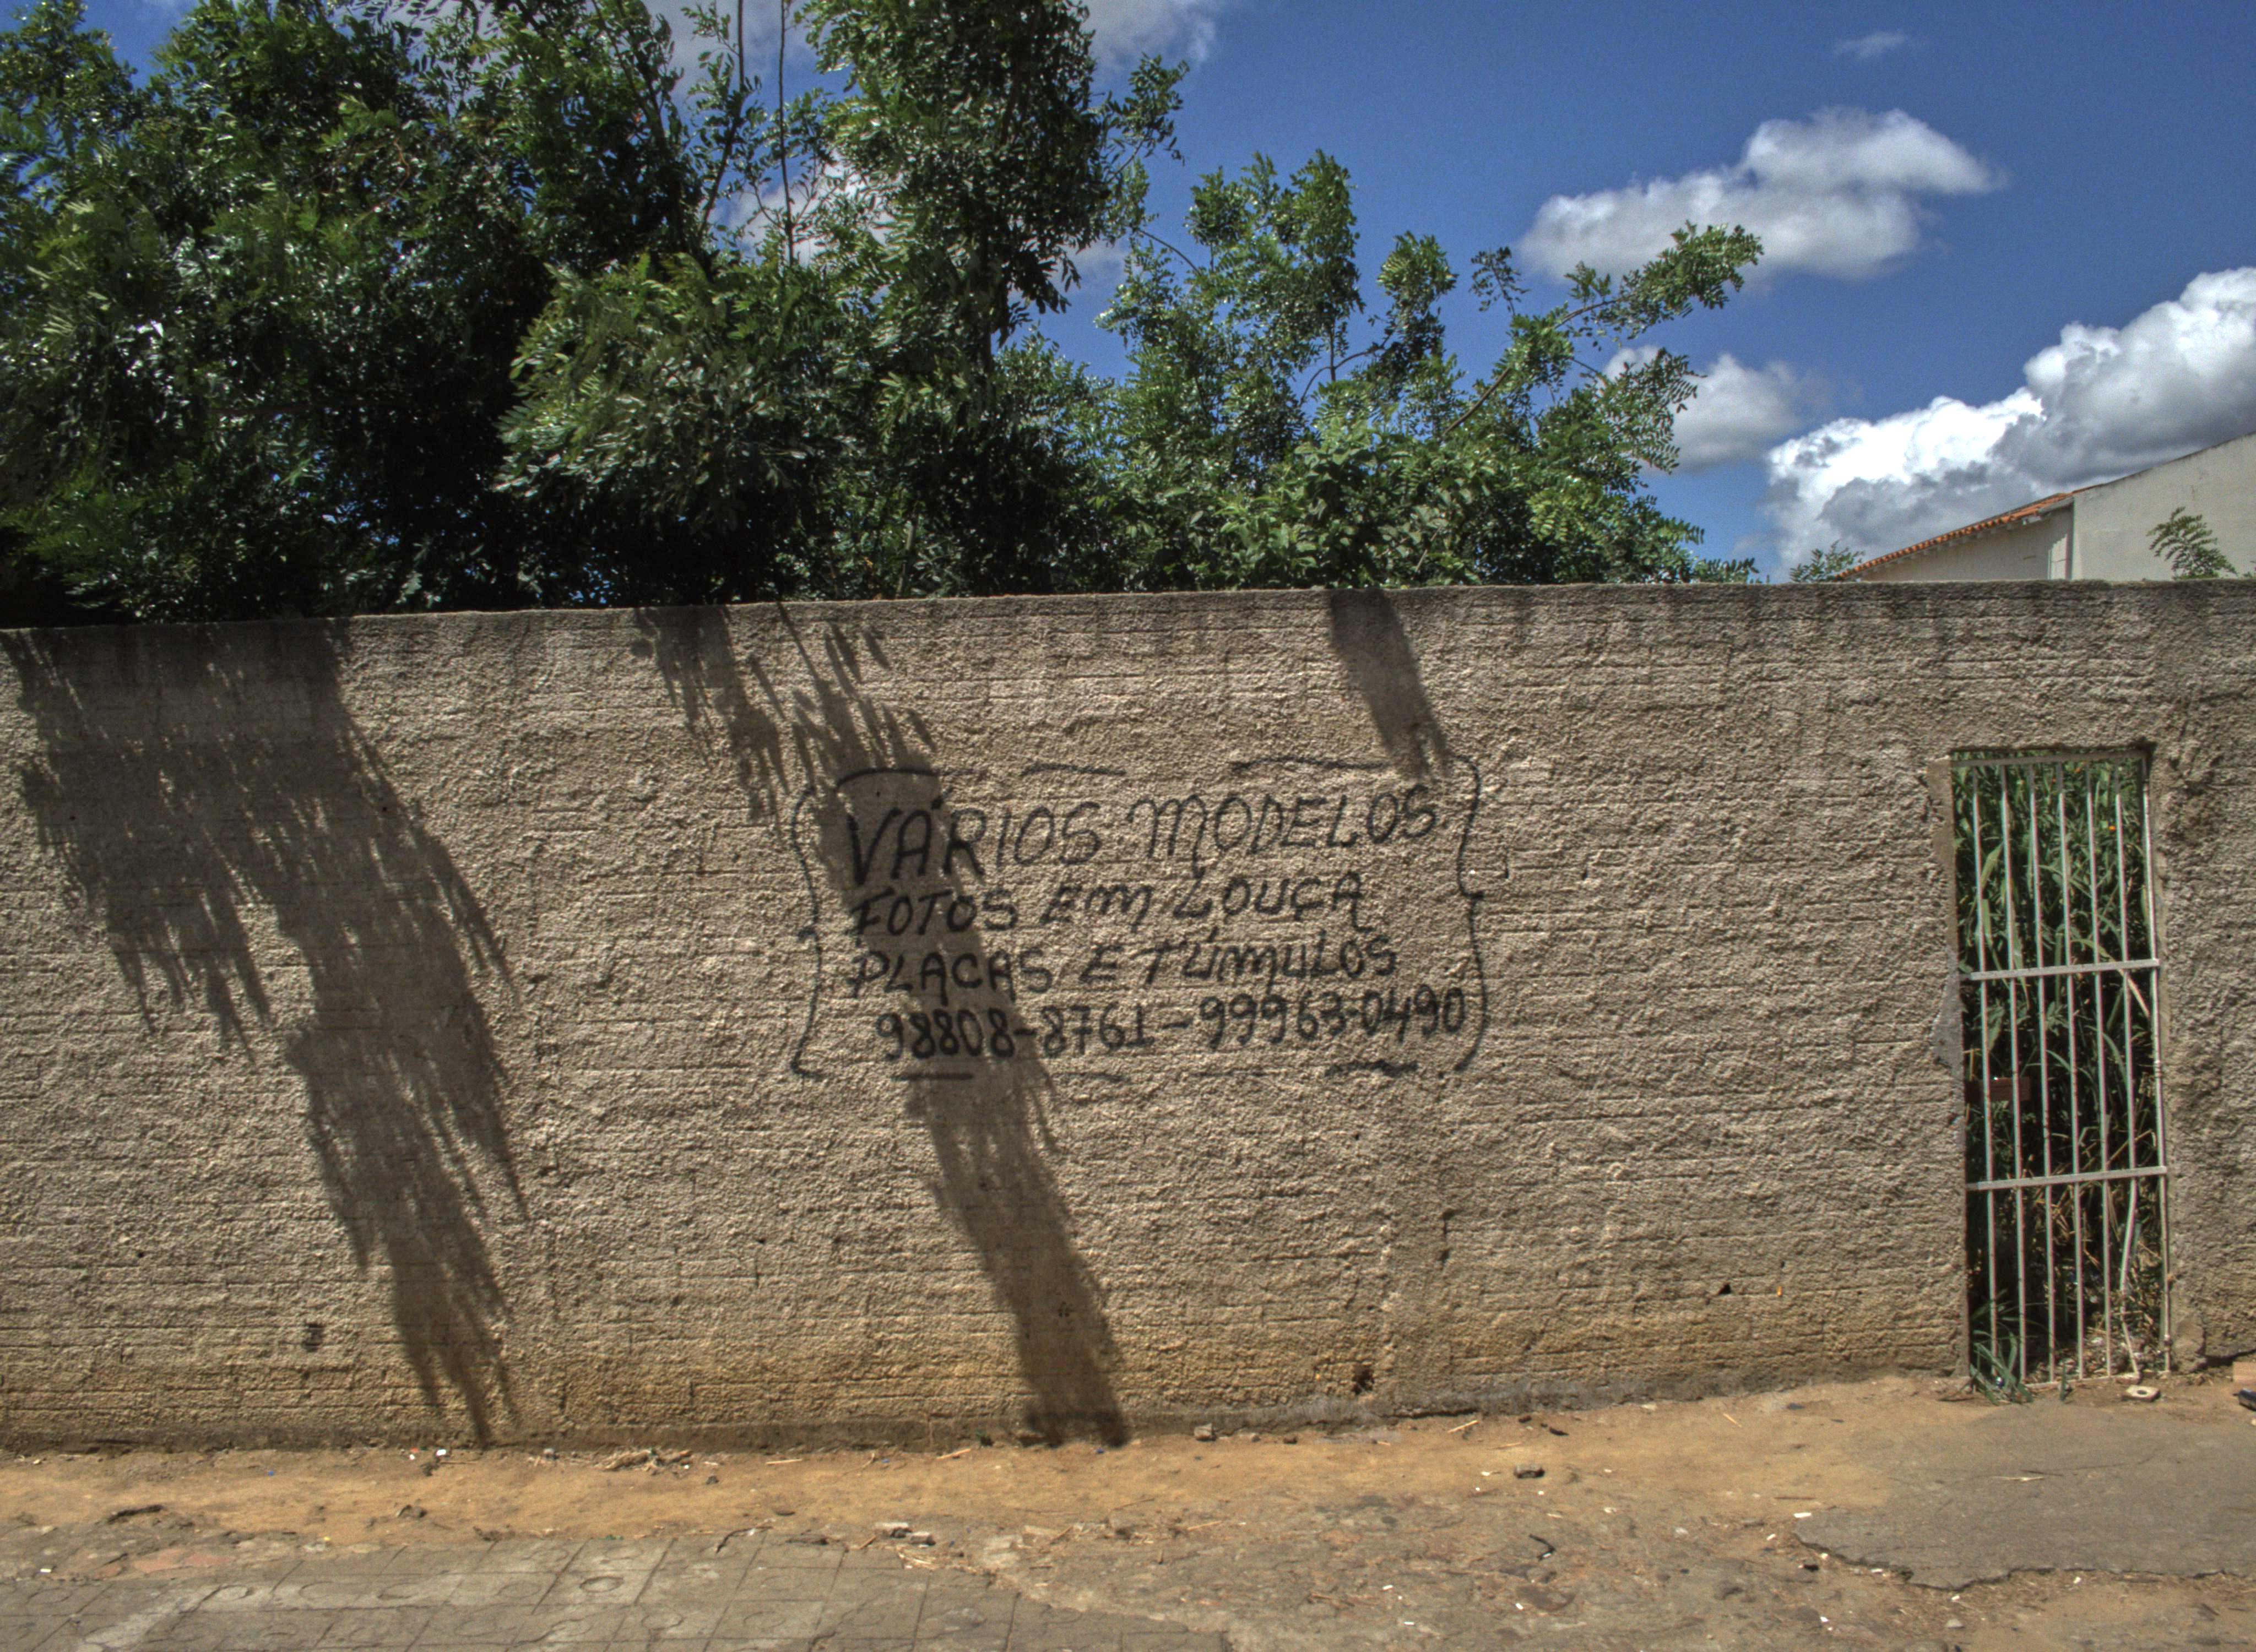 VÁRIOS MODELOS
FOTOS EM LOUÇA
PLACAS E TÚMULOS
98808-8761-99963-0490